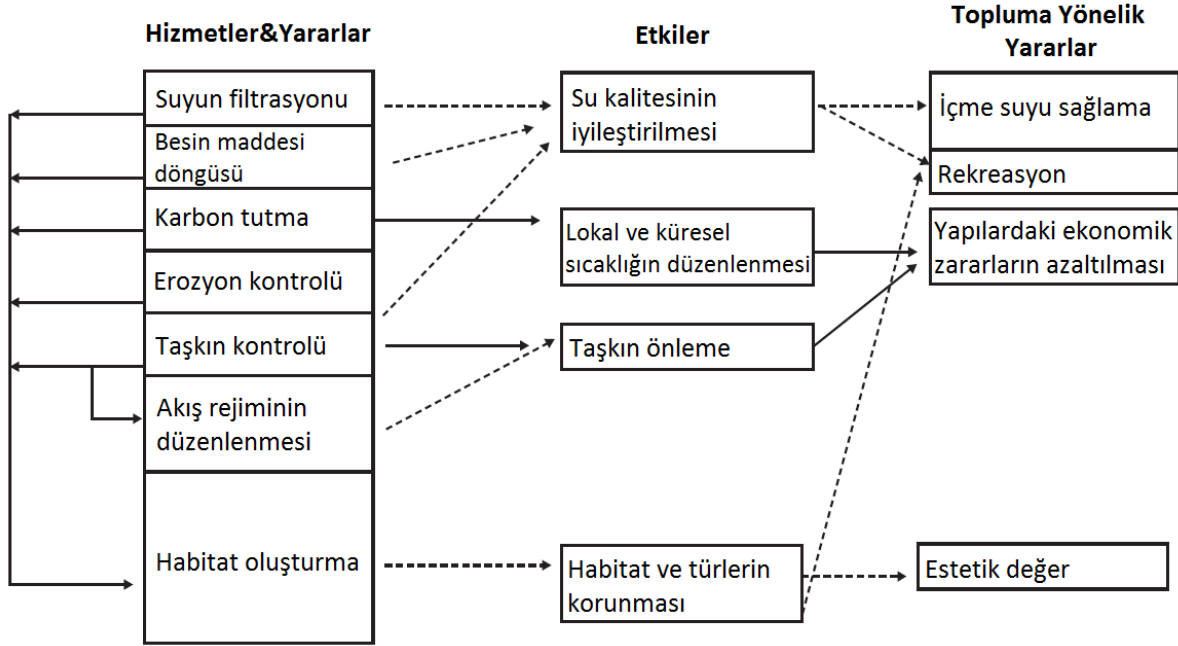 Hizmetler&Yararlar
Suyun filtrasyonu
Besin maddesi
döngüsü
Karbon tutma
Erozyon kontrolü
Taşkın kontrolü
Akış rejiminin
düzenlenmesi
Habitat oluşturma
Etkiler
Su kalitesinin
iyileştirilmesi
Lokal ve küresel
sıcaklığın düzenlenmesi
Taşkın önleme
Habitat ve türlerin
korunması
Topluma Yönelik
Yararlar
İçme suyu sağlama
Rekreasyon
Yapılardaki ekonomik
zararların azaltılması
Estetik değer